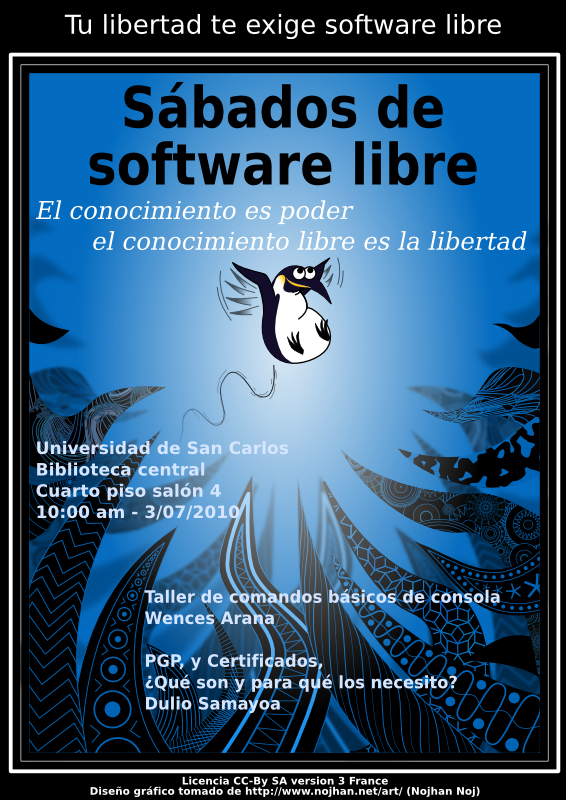 Tu libertad te exige software libre
Sábados de
software libre
El conocimiento es poder
el conocimiento libre es la libertad
Universidad de San Carlos
Biblioteca central
Cuarto piso salón 4
10:00 am - 3/07/2010
Taller de comandos básicos de consola
Wences Arana
PGP, y Certificados,
¿Qué son y para qué los necesito?
Dulio Samayoa
Licencia CC-By SA version 3 France
Diseño gráfico tomado de http://www.nojhan.net/art/ (Nojhan Noj)